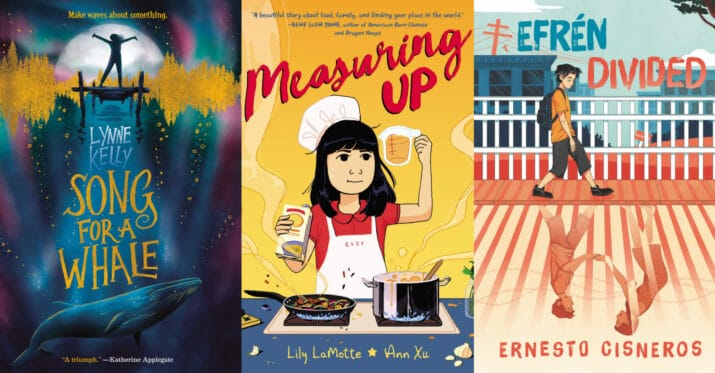 Make waves about something.
LYNNE
KELLY
SONG
FOR A
WHALE
"A triumph." —Katherine Applegate
"A beautiful story about food, family, and finding your place in the world."
—GENE LUEN YANG, author of American Born Chinese
and Dragon Hoops
Measuring
UP
CICI
Lily LaMotte ★ Ann Xu
EFRÉN
DIVIDED
ERNESTO CISNEROS